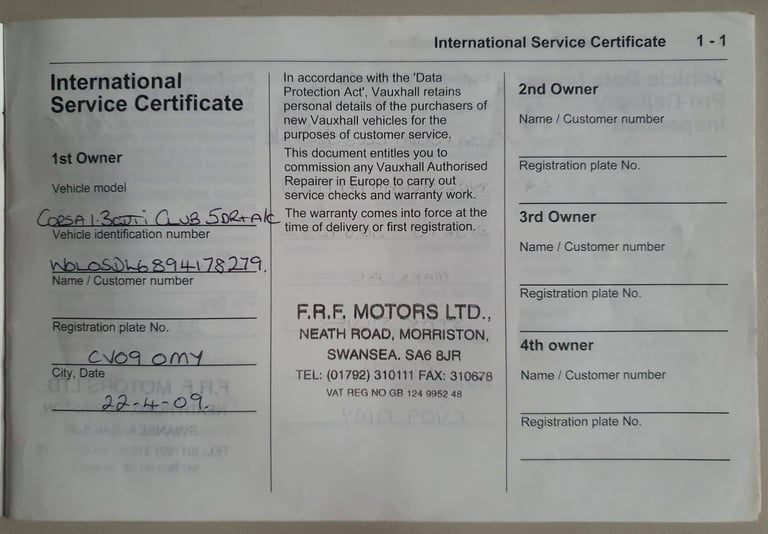 International Service Certificate 1 - 1
International
Service Certificate
1st Owner
Vehicle model
CORSA 1.3CDTi CLUB 5DR+A/C
Vehicle identification number
W0L0SDL6894178279.
Name / Customer number
Registration plate No.
CV09 OMY
City, Date
22-4-09.
In accordance with the 'Data
Protection Act', Vauxhall retains
personal details of the purchasers of
new Vauxhall vehicles for the
purposes of customer service.
This document entitles you to
commission any Vauxhall Authorised
Repairer in Europe to carry out
service checks and warranty work.
The warranty comes into force at the
time of delivery or first registration.
F.R.F. MOTORS LTD.,
NEATH ROAD, MORRISTON,
SWANSEA. SA6 8JR
TEL: (01792) 310111 FAX: 310678
VAT REG NO GB 124 9952 48
2nd Owner
Name / Customer number
Registration plate No.
3rd Owner
Name / Customer number
Registration plate No.
4th owner
Name / Customer number
Registration plate No.